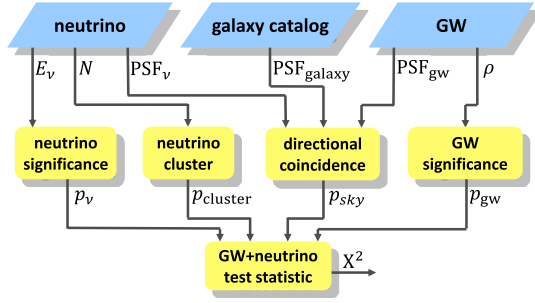 neutrino galaxy catalog GW
E_ν N PSF_ν PSF_galaxy PSF_gw ρ
neutrino significance
neutrino cluster
directional coincidence
GW significance
p_ν p_cluster p_sky p_gw
GW+neutrino
test statistic
X²